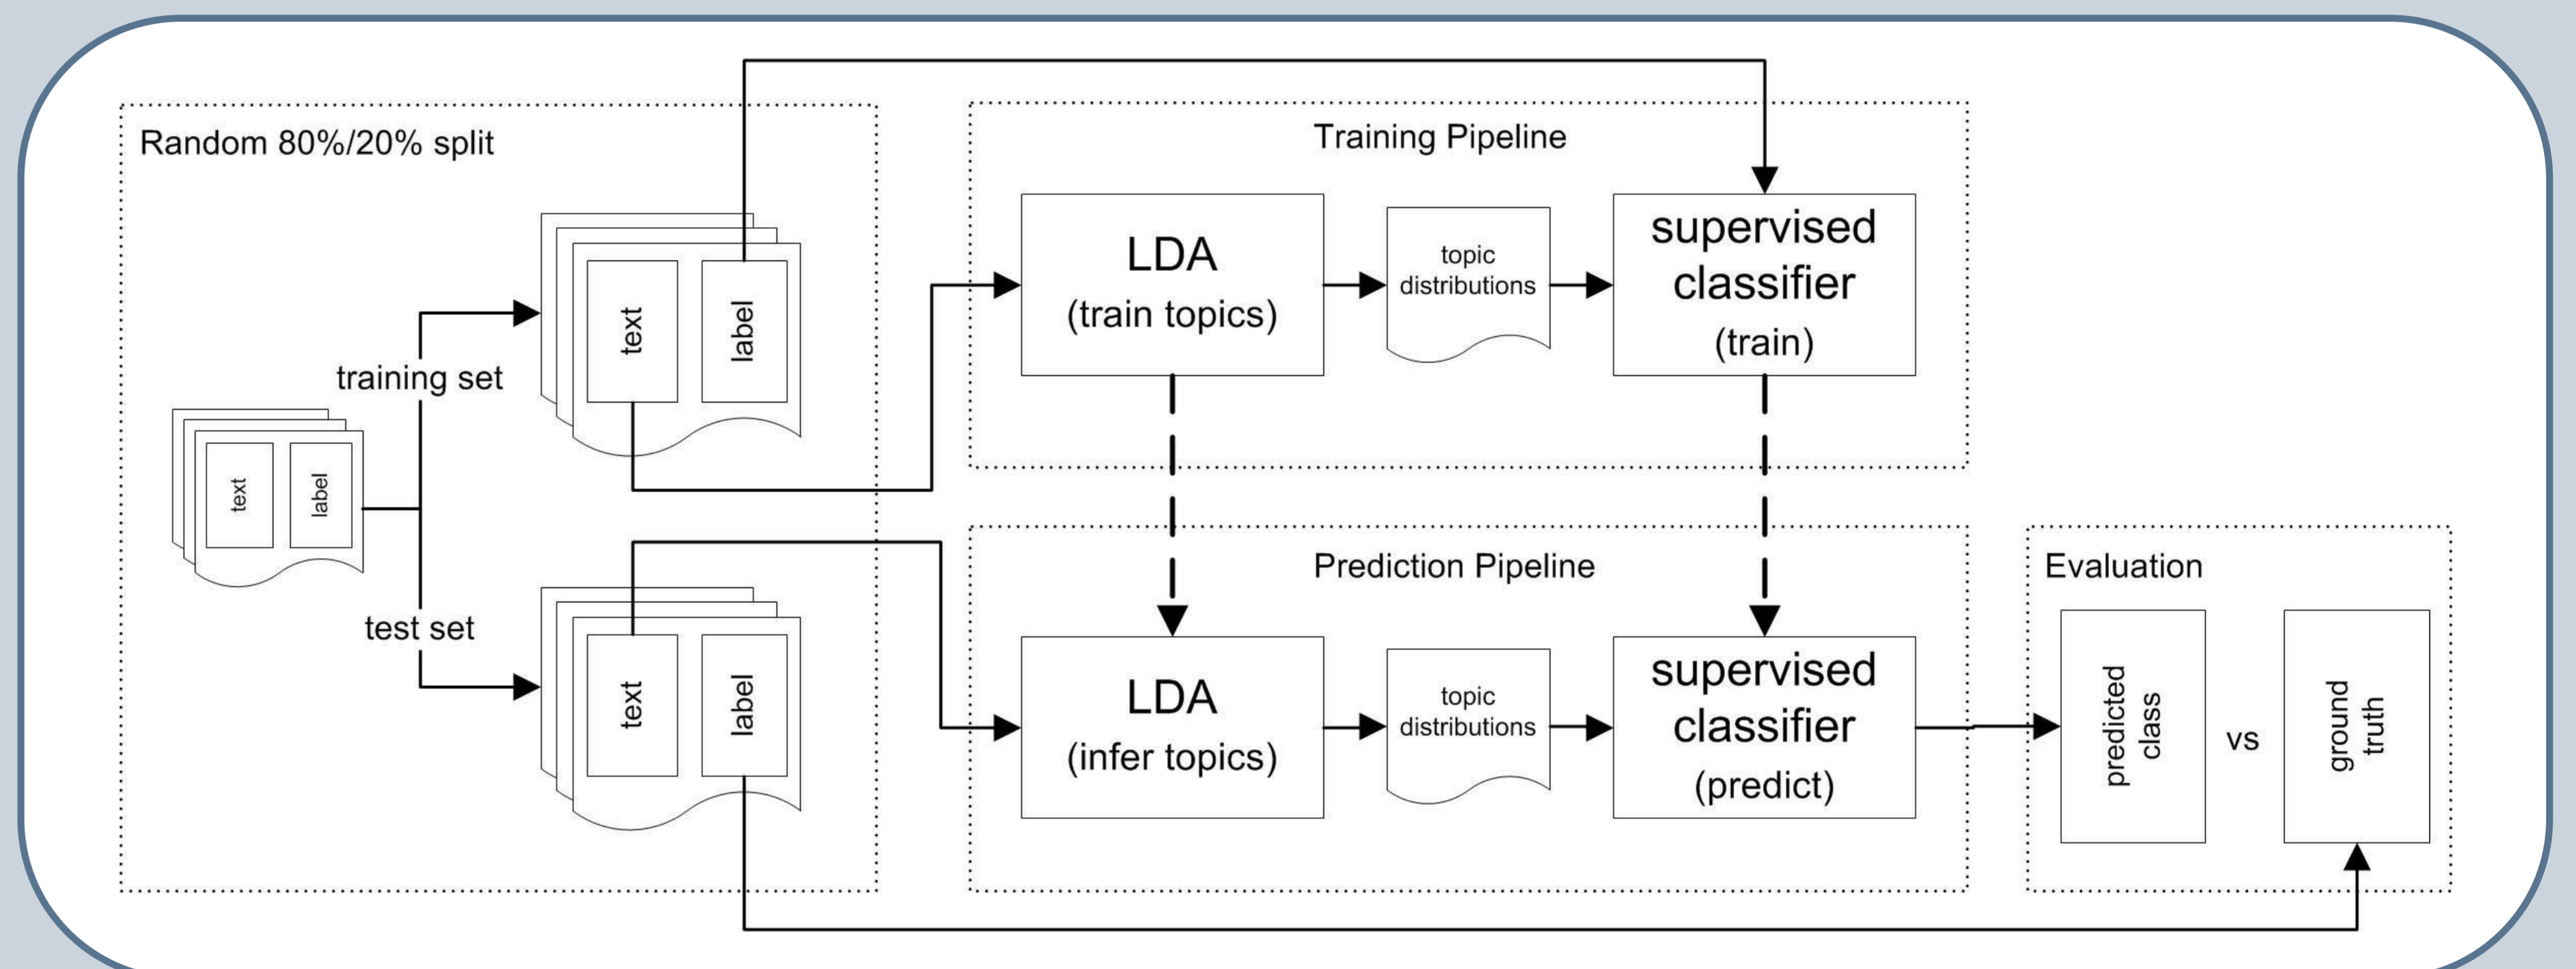 Random 80%/20% split
training set
text
label
text
label
test set
text
label
Training Pipeline
LDA
(train topics)
topic
distributions
supervised
classifier
(train)
Prediction Pipeline
LDA
(infer topics)
topic
distributions
supervised
classifier
(predict)
Evaluation
predicted
class
vs
ground
truth